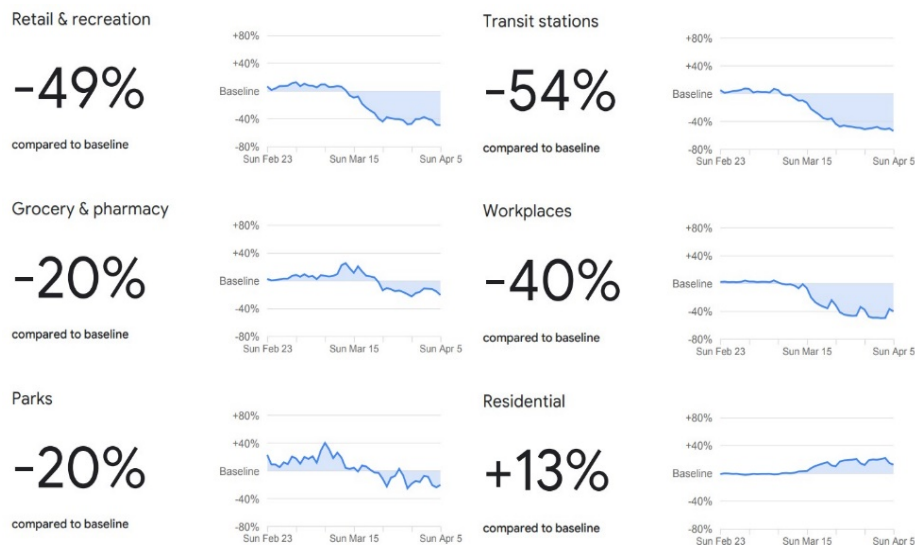 Retail & recreation
-49%
compared to baseline
+80%
+40%
Baseline
-40%
-80%
Sun Feb 23
Sun Mar 15
Sun Apr 5
Transit stations
-54%
compared to baseline
+80%
+40%
Baseline
-40%
-80%
Sun Feb 23
Sun Mar 15
Sun Apr 5
Grocery & pharmacy
-20%
compared to baseline
+80%
+40%
Baseline
-40%
-80%
Sun Feb 23
Sun Mar 15
Sun Apr 5
Workplaces
-40%
compared to baseline
+80%
+40%
Baseline
-40%
-80%
Sun Feb 23
Sun Mar 15
Sun Apr 5
Parks
-20%
compared to baseline
+80%
+40%
Baseline
-40%
-80%
Sun Feb 23
Sun Mar 15
Sun Apr 5
Residential
+13%
compared to baseline
+80%
+40%
Baseline
-40%
-80%
Sun Feb 23
Sun Mar 15
Sun Apr 5